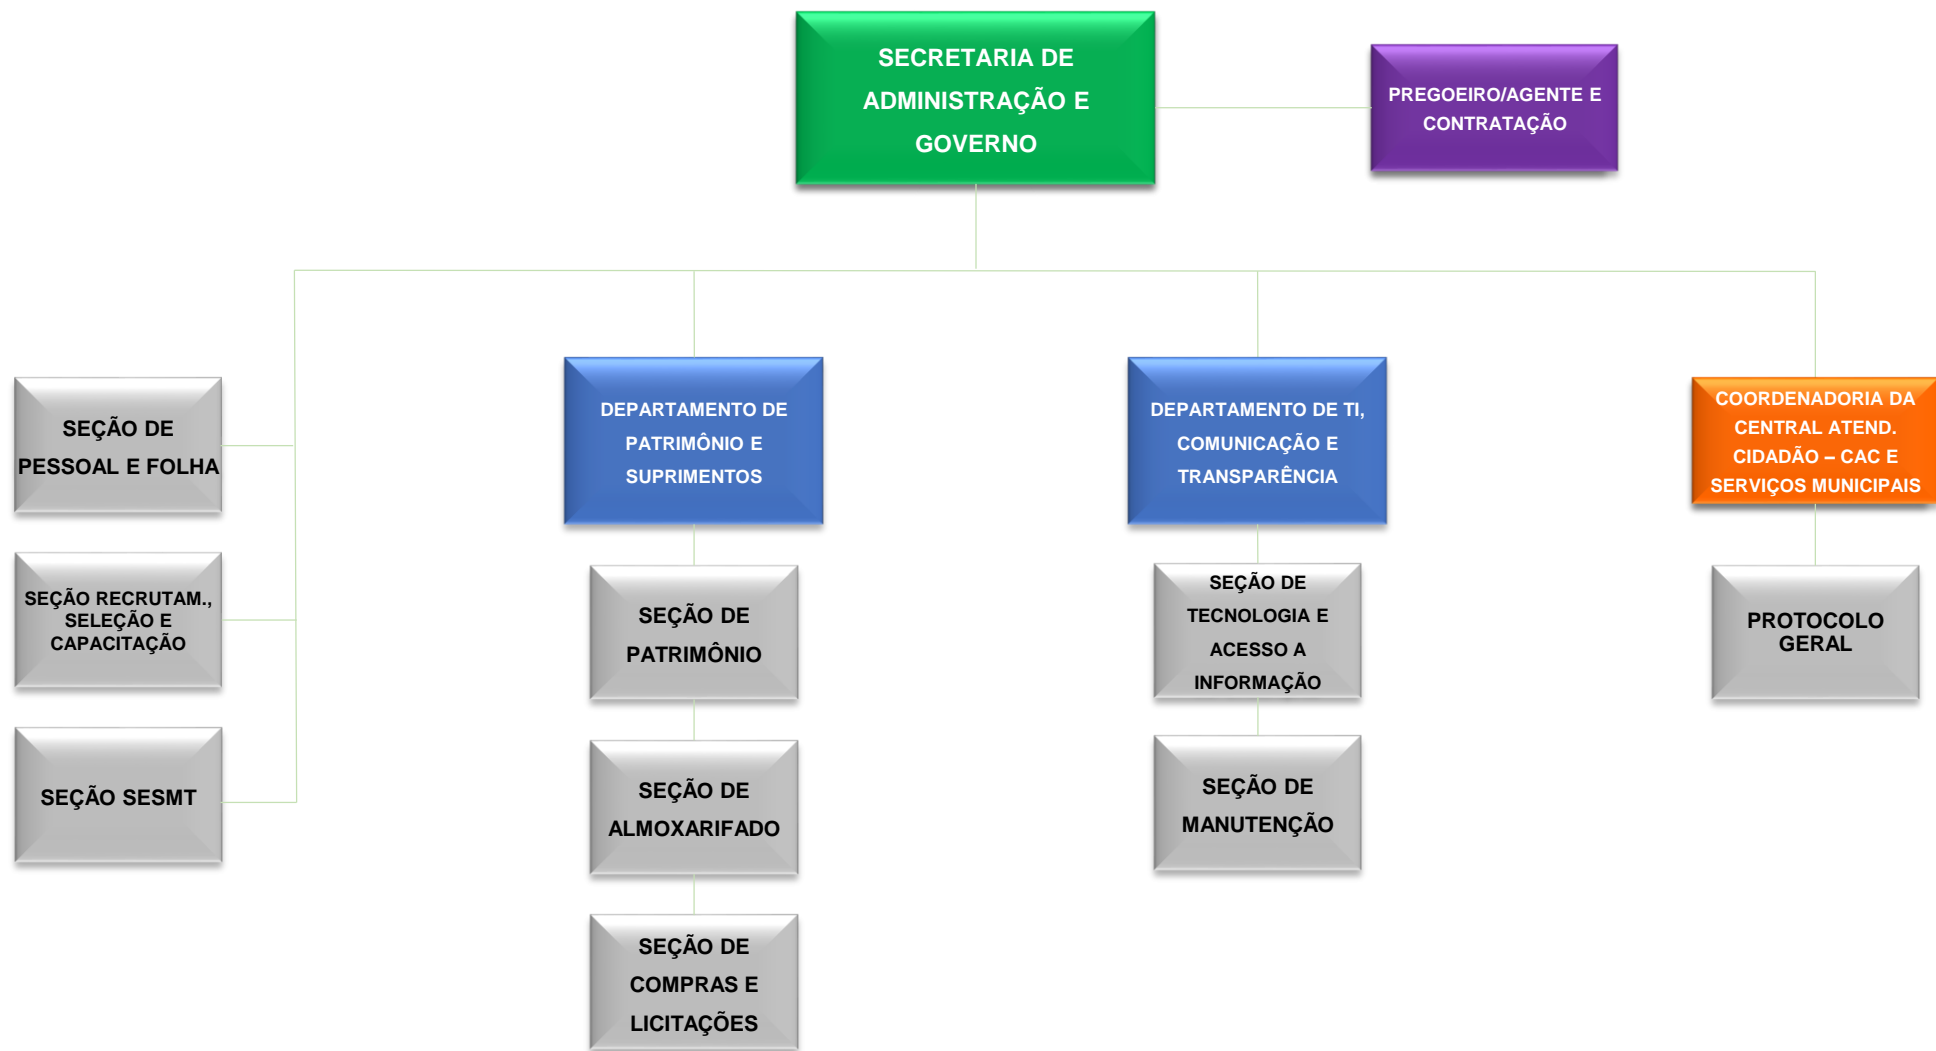 SECRETARIA DE
ADMINISTRAÇÃO E
GOVERNO
PREGOEIRO/AGENTE E
CONTRATAÇÃO
SEÇÃO DE
PESSOAL E FOLHA
SEÇÃO RECRUTAM.,
SELEÇÃO E
CAPACITAÇÃO
SEÇÃO SESMT
DEPARTAMENTO DE
PATRIMÔNIO E
SUPRIMENTOS
SEÇÃO DE
PATRIMÔNIO
SEÇÃO DE
ALMOXARIFADO
SEÇÃO DE
COMPRAS E
LICITAÇÕES
DEPARTAMENTO DE TI,
COMUNICAÇÃO E
TRANSPARÊNCIA
SEÇÃO DE
TECNOLOGIA E
ACESSO A
INFORMAÇÃO
SEÇÃO DE
MANUTENÇÃO
COORDENADORIA DA
CENTRAL ATEND.
CIDADÃO – CAC E
SERVIÇOS MUNICIPAIS
PROTOCOLO
GERAL